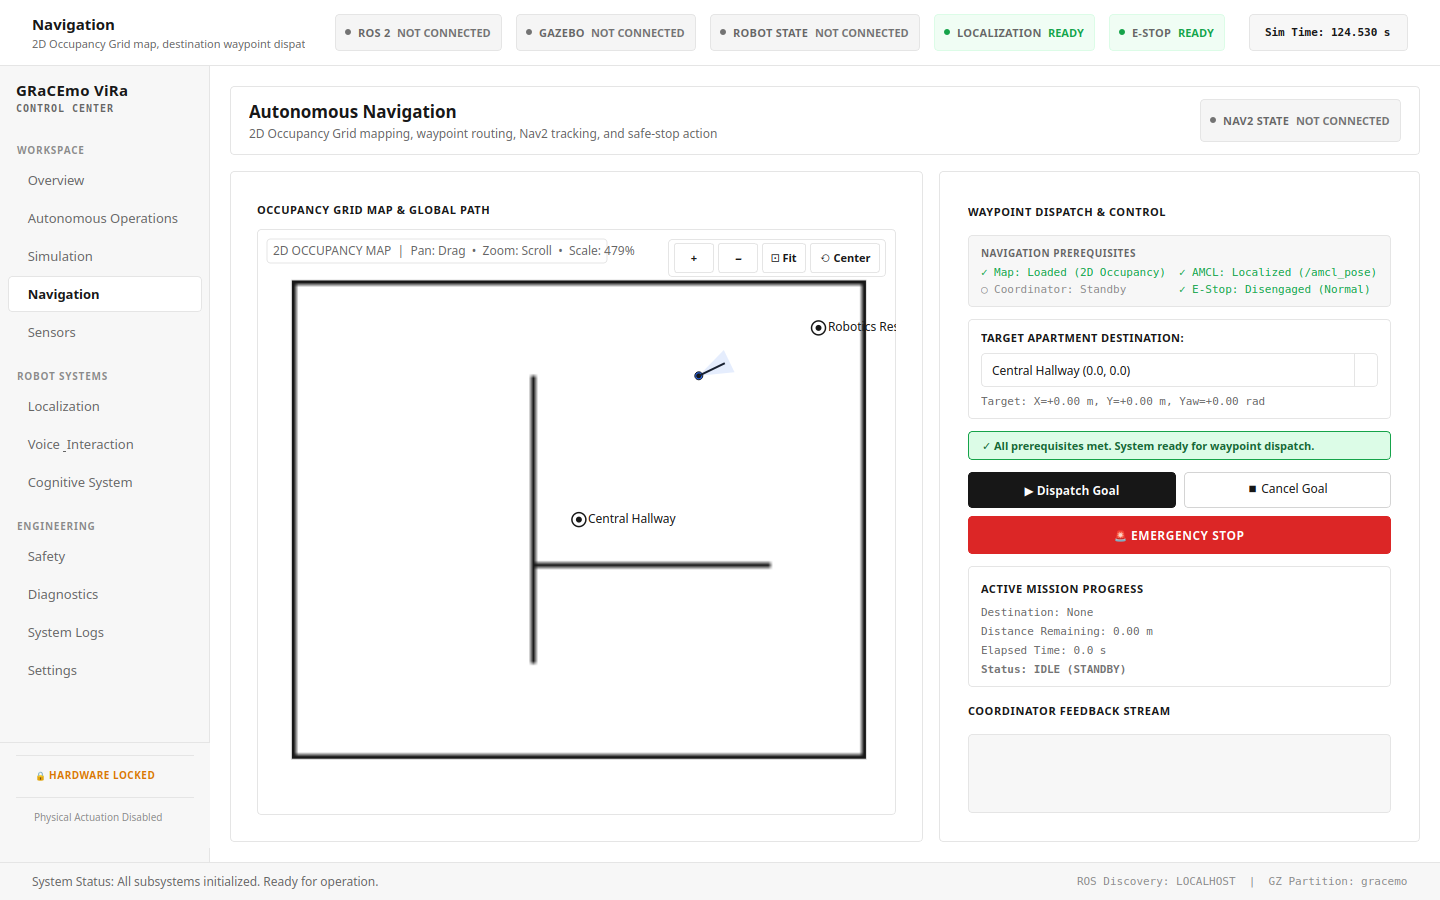 Navigation
2D Occupancy Grid map, destination waypoint dispat
ROS 2 NOT CONNECTED
GAZEBO NOT CONNECTED
ROBOT STATE NOT CONNECTED
LOCALIZATION READY
E-STOP READY
Sim Time: 124.530 s
GRaCEmo ViRa
CONTROL CENTER
WORKSPACE
Overview
Autonomous Operations
Simulation
Navigation
Sensors
ROBOT SYSTEMS
Localization
Voice_Interaction
Cognitive System
ENGINEERING
Safety
Diagnostics
System Logs
Settings
HARDWARE LOCKED
Physical Actuation Disabled
Autonomous Navigation
2D Occupancy Grid mapping, waypoint routing, Nav2 tracking, and safe-stop action
NAV2 STATE NOT CONNECTED
OCCUPANCY GRID MAP & GLOBAL PATH
2D OCCUPANCY MAP | Pan: Drag • Zoom: Scroll • Scale: 479%
+
−
⊡ Fit
⟲ Center
Robotics Res
Central Hallway
WAYPOINT DISPATCH & CONTROL
NAVIGATION PREREQUISITES
✓ Map: Loaded (2D Occupancy)
✓ AMCL: Localized (/amcl_pose)
○ Coordinator: Standby
✓ E-Stop: Disengaged (Normal)
TARGET APARTMENT DESTINATION:
Central Hallway (0.0, 0.0)
Target: X=+0.00 m, Y=+0.00 m, Yaw=+0.00 rad
✓ All prerequisites met. System ready for waypoint dispatch.
▶ Dispatch Goal
■ Cancel Goal
🚨 EMERGENCY STOP
ACTIVE MISSION PROGRESS
Destination: None
Distance Remaining: 0.00 m
Elapsed Time: 0.0 s
Status: IDLE (STANDBY)
COORDINATOR FEEDBACK STREAM
System Status: All subsystems initialized. Ready for operation.
ROS Discovery: LOCALHOST | GZ Partition: gracemo